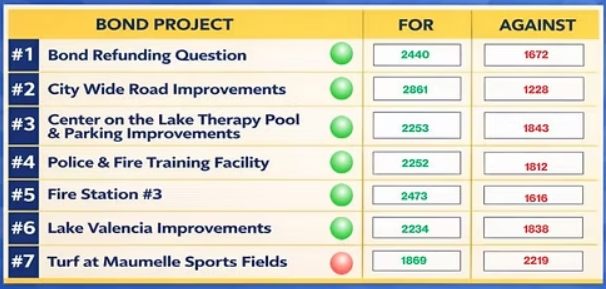 BOND PROJECT FOR AGAINST
#1 Bond Refunding Question 2440 1672
#2 City Wide Road Improvements 2861 1228
#3 Center on the Lake Therapy Pool
& Parking Improvements 2253 1843
#4 Police & Fire Training Facility 2252 1812
#5 Fire Station #3 2473 1616
#6 Lake Valencia Improvements 2234 1838
#7 Turf at Maumelle Sports Fields 1869 2219